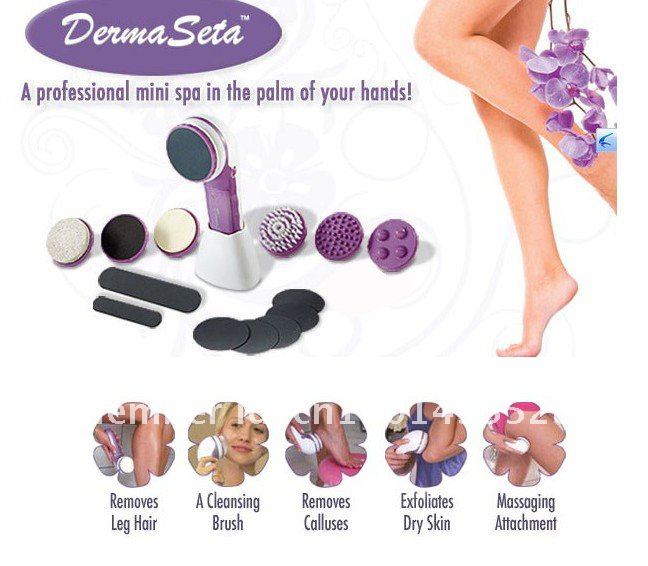 DermaSeta™
A professional mini spa in the palm of your hands!
Removes
Leg Hair
A Cleansing
Brush
Removes
Calluses
Exfoliates
Dry Skin
Massaging
Attachment